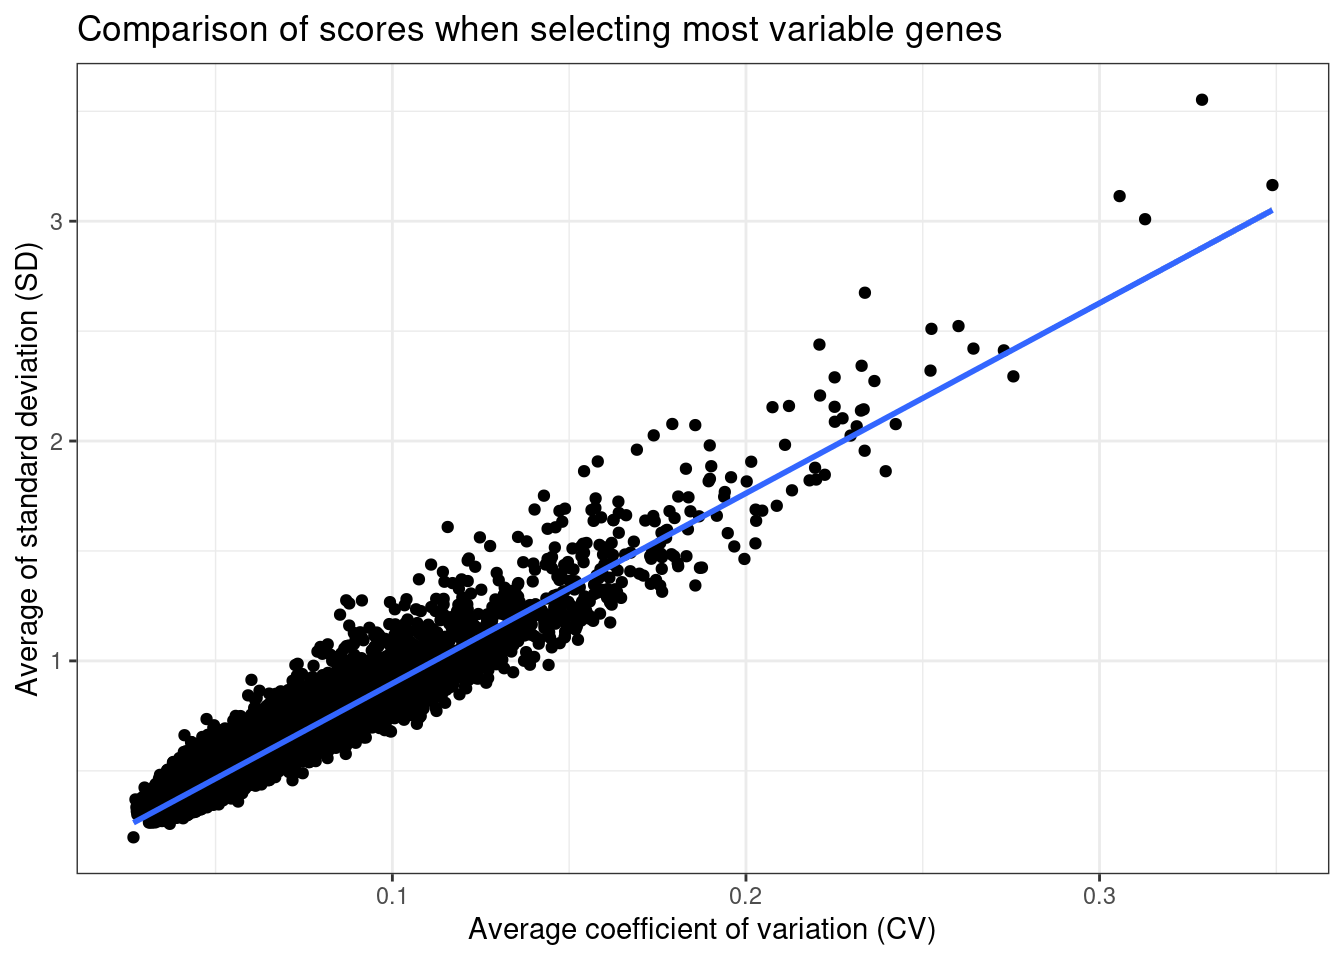 Comparison of scores when selecting most variable genes
Average of standard deviation (SD)
3
2
1
0.1
0.2
0.3
Average coefficient of variation (CV)